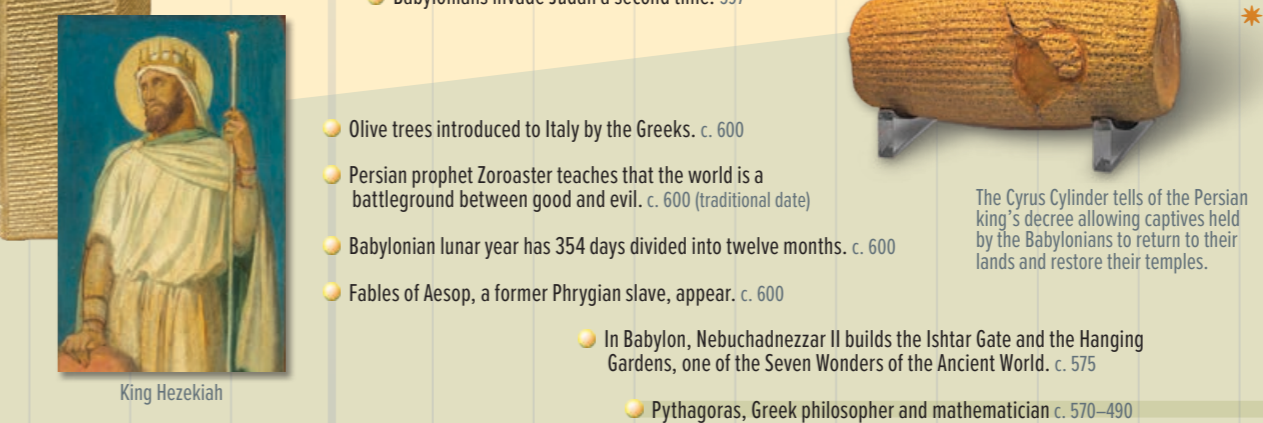 Babylonians invade Judah a second time. 597
Olive trees introduced to Italy by the Greeks. c. 600
Persian prophet Zoroaster teaches that the world is a
battleground between good and evil. c. 600 (traditional date)
Babylonian lunar year has 354 days divided into twelve months. c. 600
Fables of Aesop, a former Phrygian slave, appear. c. 600
The Cyrus Cylinder tells of the Persian
king's decree allowing captives held
by the Babylonians to return to their
lands and restore their temples.
In Babylon, Nebuchadnezzar II builds the Ishtar Gate and the Hanging
Gardens, one of the Seven Wonders of the Ancient World. c. 575
King Hezekiah
Pythagoras, Greek philosopher and mathematician c. 570–490